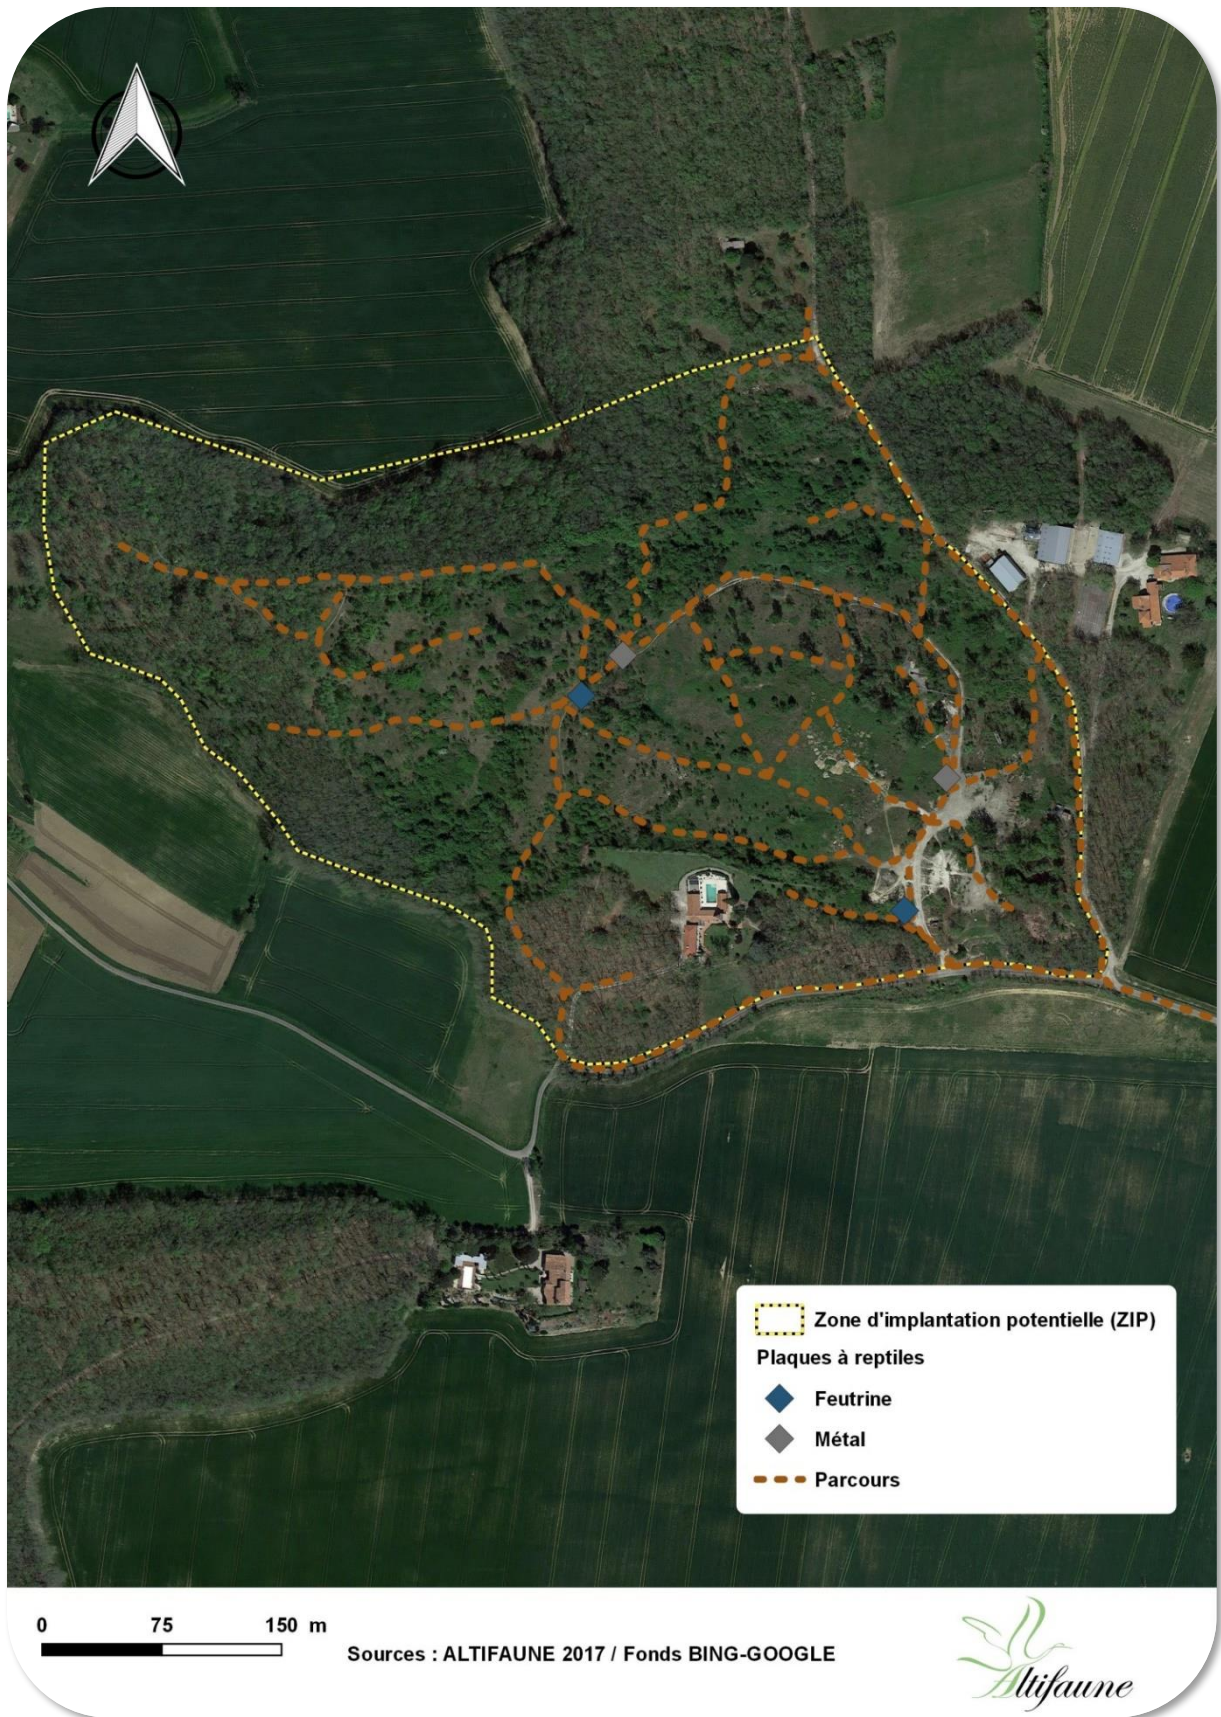 Zone d'implantation potentielle (ZIP)
Plaques à reptiles
Feutrine
Métal
Parcours
0 75 150 m
Sources : ALTIFAUNE 2017 / Fonds BING-GOOGLE
Altifaune